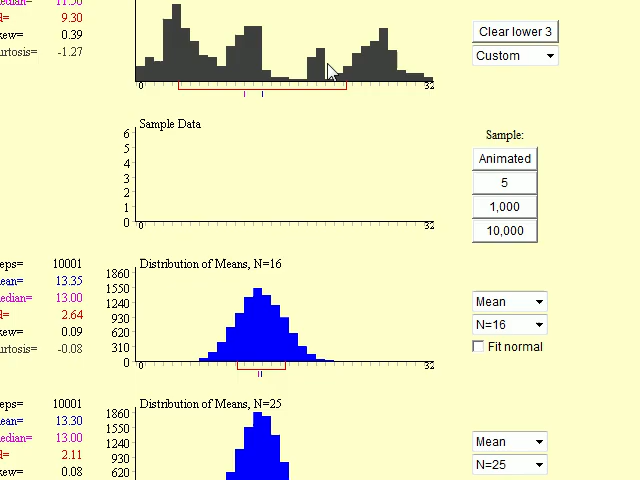 edian= 11.50
d= 9.30
kew= 0.39
urtosis= -1.27
0 32
Clear lower 3
Custom
Sample Data
6
5
4
3
2
1
0
0 32
Sample:
Animated
5
1,000
10,000
eps= 10001
ean= 13.35
edian= 13.00
d= 2.64
kew= 0.09
urtosis= -0.08
Distribution of Means, N=16
1860
1550
1240
930
620
310
0
0 32
Mean
N=16
Fit normal
eps= 10001
ean= 13.30
edian= 13.00
d= 2.11
kew= 0.08
Distribution of Means, N=25
1860
1550
1240
930
620
Mean
N=25